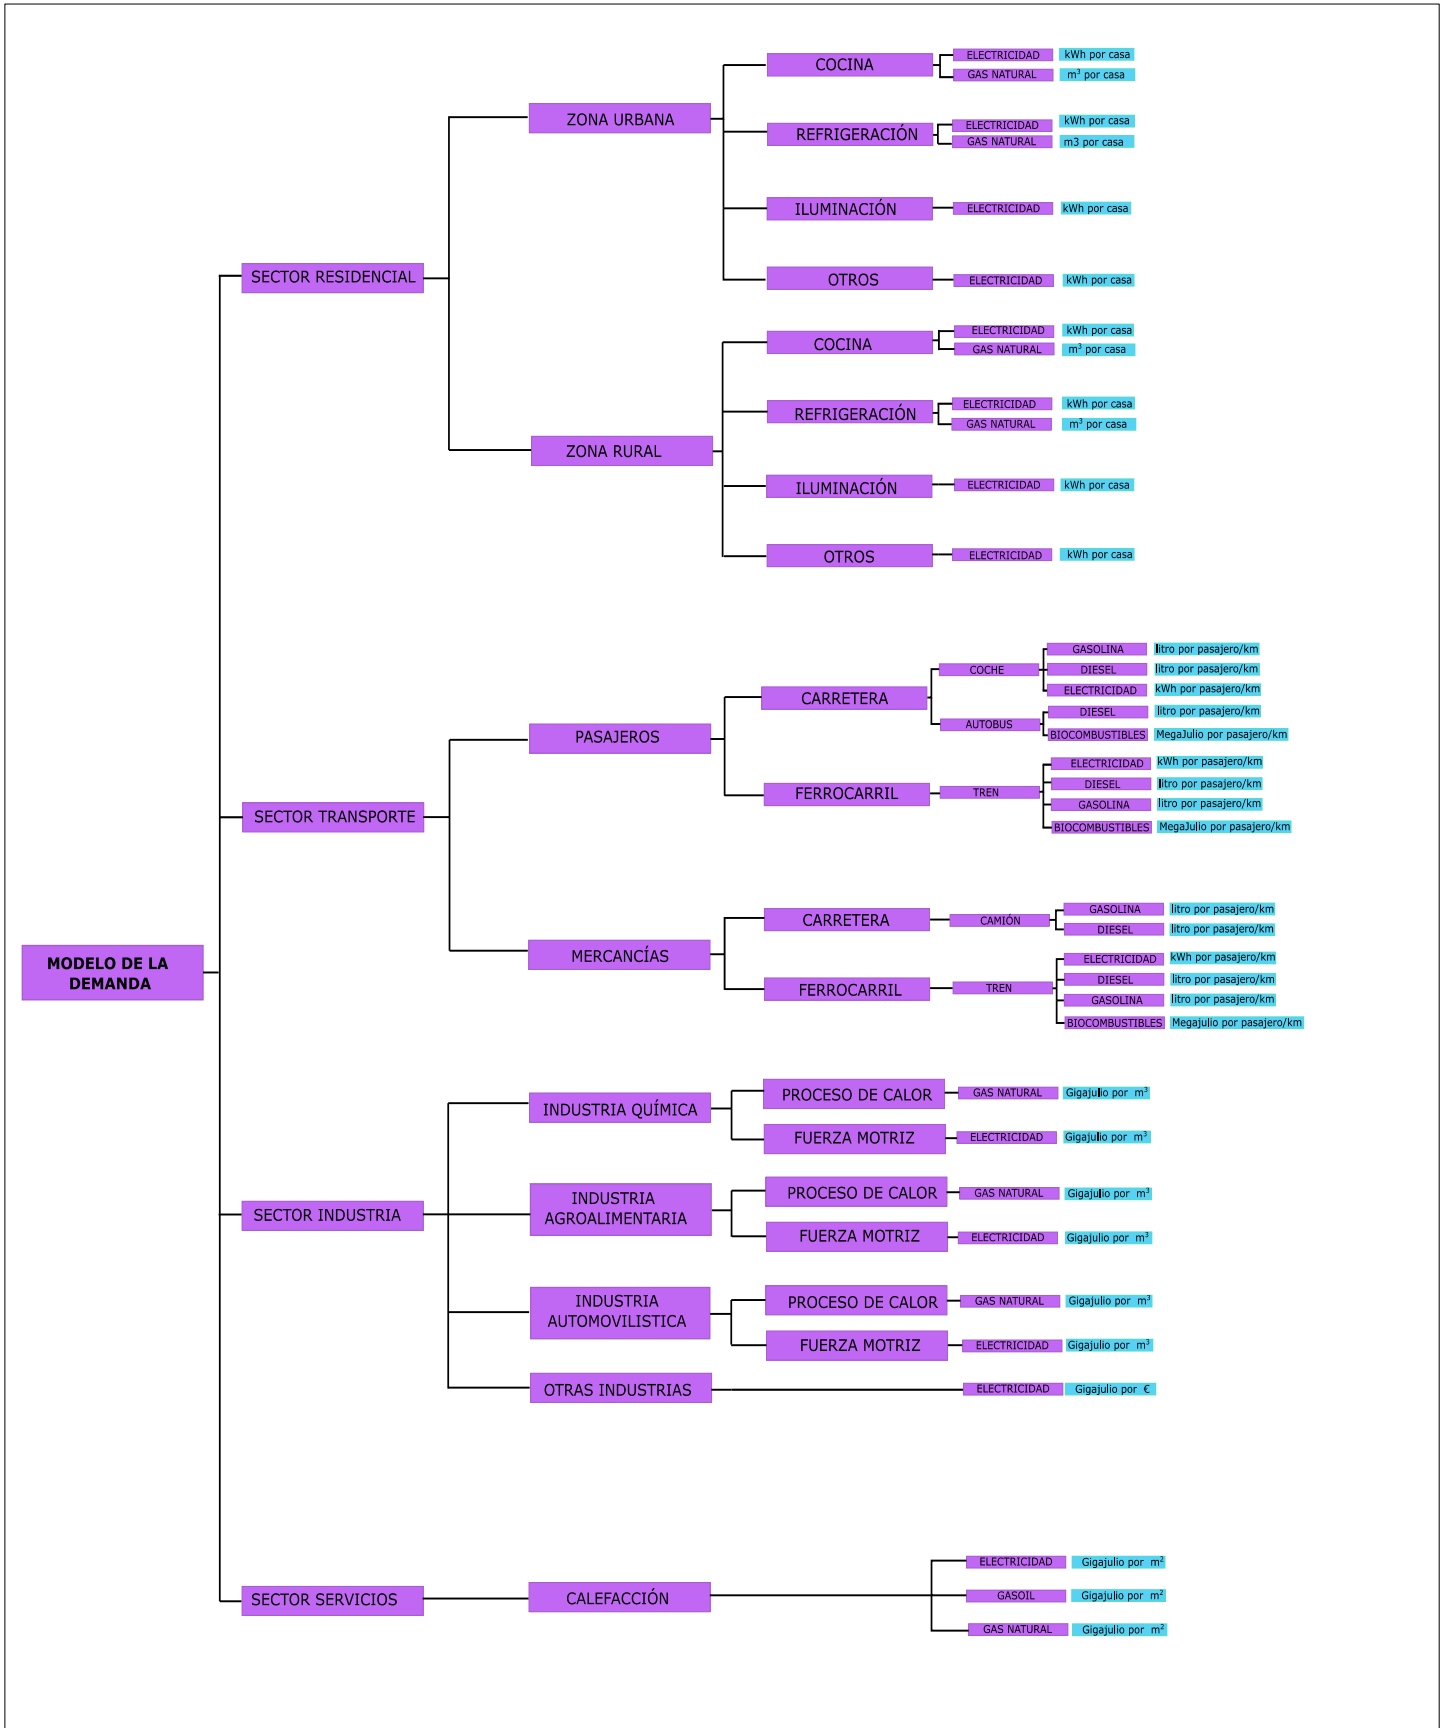 COCINA
ELECTRICIDAD kWh por casa
GAS NATURAL m³ por casa
ZONA URBANA
REFRIGERACIÓN
ELECTRICIDAD kWh por casa
GAS NATURAL m3 por casa
ILUMINACIÓN
ELECTRICIDAD kWh por casa
SECTOR RESIDENCIAL
OTROS
ELECTRICIDAD kWh por casa
COCINA
ELECTRICIDAD kWh por casa
GAS NATURAL m³ por casa
REFRIGERACIÓN
ELECTRICIDAD kWh por casa
GAS NATURAL m³ por casa
ZONA RURAL
ILUMINACIÓN
ELECTRICIDAD kWh por casa
OTROS
ELECTRICIDAD kWh por casa
GASOLINA litro por pasajero/km
COCHE
DIESEL litro por pasajero/km
ELECTRICIDAD kWh por pasajero/km
CARRETERA
DIESEL litro por pasajero/km
AUTOBUS
BIOCOMBUSTIBLES MegaJulio por pasajero/km
PASAJEROS
ELECTRICIDAD kWh por pasajero/km
DIESEL litro por pasajero/km
FERROCARRIL
TREN
GASOLINA litro por pasajero/km
BIOCOMBUSTIBLES MegaJulio por pasajero/km
SECTOR TRANSPORTE
GASOLINA litro por pasajero/km
CARRETERA
CAMIÓN
DIESEL litro por pasajero/km
MERCANCÍAS
ELECTRICIDAD kWh por pasajero/km
DIESEL litro por pasajero/km
FERROCARRIL
TREN
GASOLINA litro por pasajero/km
BIOCOMBUSTIBLES Megajulio por pasajero/km
MODELO DE LA
DEMANDA
PROCESO DE CALOR
GAS NATURAL Gigajulio por m³
INDUSTRIA QUÍMICA
FUERZA MOTRIZ
ELECTRICIDAD Gigajulio por m³
PROCESO DE CALOR
GAS NATURAL Gigajulio por m³
SECTOR INDUSTRIA
INDUSTRIA
AGROALIMENTARIA
FUERZA MOTRIZ
ELECTRICIDAD Gigajulio por m³
PROCESO DE CALOR
GAS NATURAL Gigajulio por m³
INDUSTRIA
AUTOMOVILISTICA
FUERZA MOTRIZ
ELECTRICIDAD Gigajulio por m³
OTRAS INDUSTRIAS
ELECTRICIDAD Gigajulio por €
ELECTRICIDAD Gigajulio por m²
SECTOR SERVICIOS
CALEFACCIÓN
GASOIL Gigajulio por m²
GAS NATURAL Gigajulio por m²